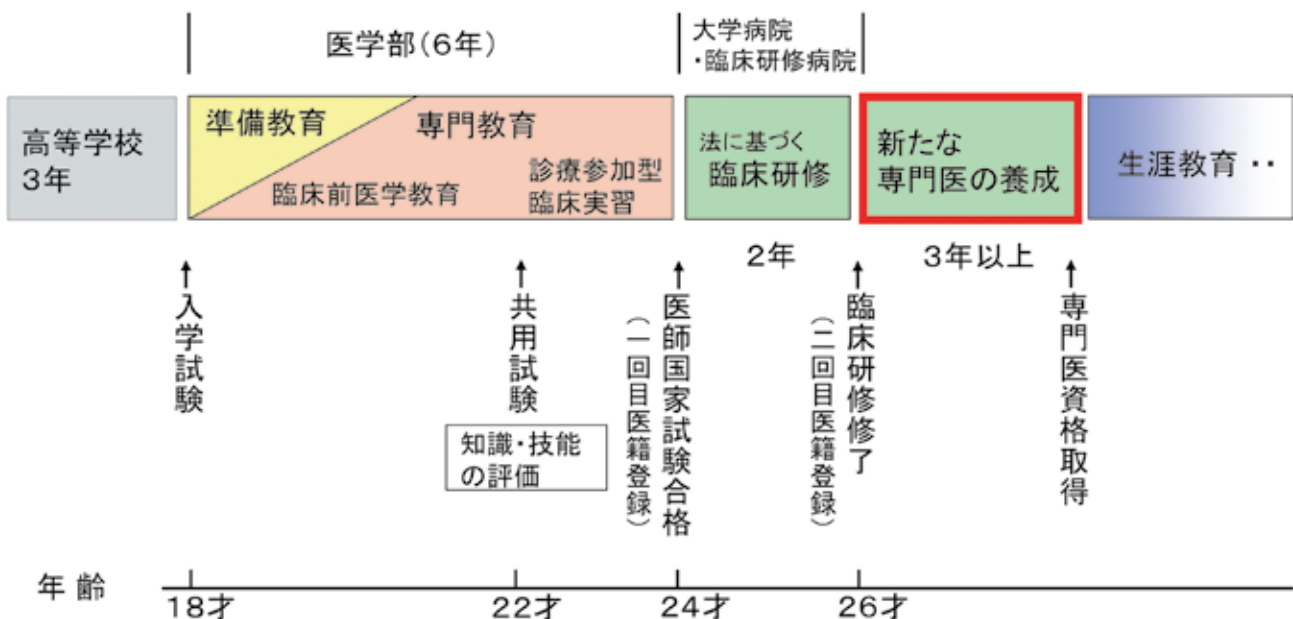 医学部(6年)
大学病院
・臨床研修病院
高等学校
3年
準備教育
専門教育
臨床前医学教育
診療参加型
臨床実習
法に基づく
臨床研修
新たな
専門医の養成
生涯教育 ‥
2年
3年以上
入学試験
共用試験
知識・技能
の評価
医師国家試験合格
(一回目医籍登録)
臨床研修修了
(二回目医籍登録)
専門医資格取得
年 齢
18才
22才
24才
26才